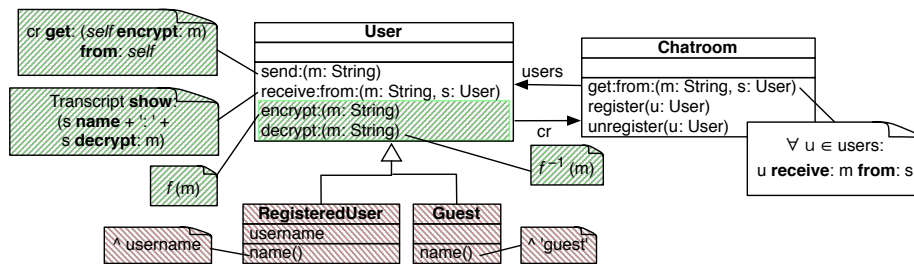 cr get: (self encrypt: m)
from: self
Transcript show:
(s name + ': ' +
s decrypt: m)
f (m)
User
send:(m: String)
receive:from:(m: String, s: User)
encrypt:(m: String)
decrypt:(m: String)
users
cr
Chatroom
get:from:(m: String, s: User)
register(u: User)
unregister(u: User)
∀ u ∈ users:
u receive: m from: s
f⁻¹ (m)
RegisteredUser
username
name()
Guest
name()
^ username
^ 'guest'